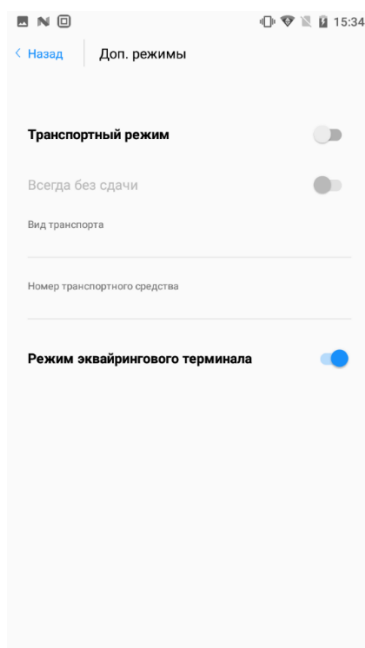 15:34
Назад
Доп. режимы
Транспортный режим
Всегда без сдачи
Вид транспорта
Номер транспортного средства
Режим эквайрингового терминала